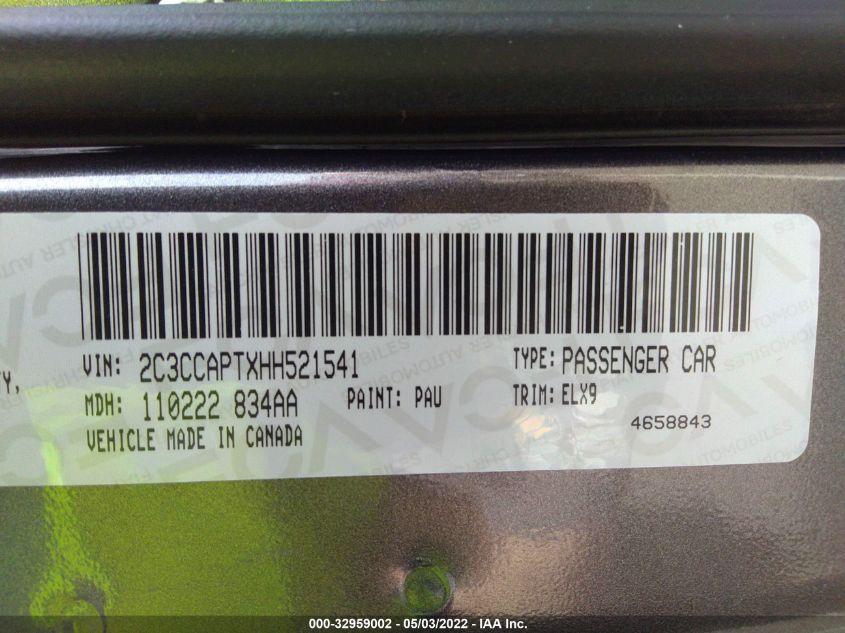 VIN: 2C3CCAPTXHH521541 TYPE: PASSENGER CAR
TY,
MDH: 110222 834AA PAINT: PAU TRIM: ELX9
4658843
VEHICLE MADE IN CANADA
000-32959002 - 05/03/2022 - IAA Inc.